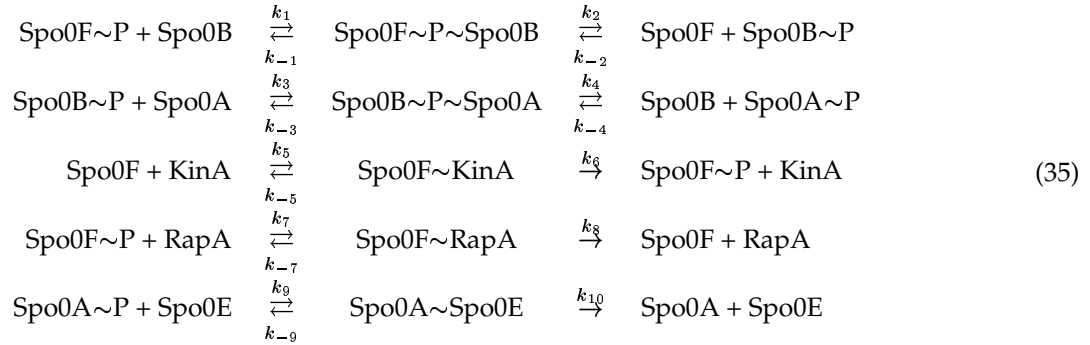 Spo0F~P + Spo0B k₁ ⇄ k₋₁ Spo0F~P~Spo0B k₂ ⇄ k₋₂ Spo0F + Spo0B~P
Spo0B~P + Spo0A k₃ ⇄ k₋₃ Spo0B~P~Spo0A k₄ ⇄ k₋₄ Spo0B + Spo0A~P
Spo0F + KinA k₅ ⇄ k₋₅ Spo0F~KinA k₆ → Spo0F~P + KinA (35)
Spo0F~P + RapA k₇ ⇄ k₋₇ Spo0F~RapA k₈ → Spo0F + RapA
Spo0A~P + Spo0E k₉ ⇄ k₋₉ Spo0A~Spo0E k₁₀ → Spo0A + Spo0E